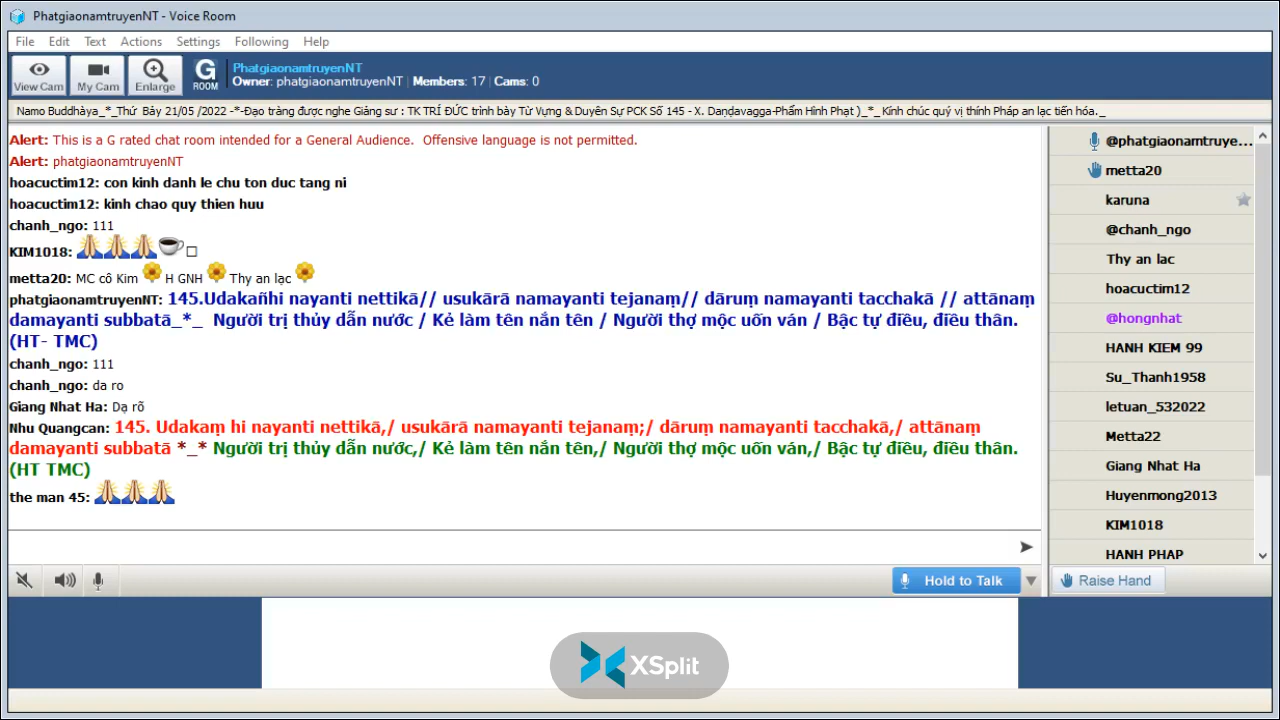 PhatgiaonamtruyenNT - Voice Room
File Edit Text Actions Settings Following Help
View Cam My Cam Enlarge G ROOM
PhatgiaonamtruyenNT
Owner: phatgiaonamtruyenNT | Members: 17 | Cams: 0
Namo Buddhàya_*_Thứ Bảy 21/05 /2022 -*-Đạo tràng được nghe Giảng sư : TK TRÍ ĐỨC trình bày Từ Vựng & Duyên Sự PCK Số 145 - X. Daṇḍavagga-Phẩm Hình Phạt )_*_Kính chúc quý vị thính Pháp an lạc tiến hóa._
Alert: This is a G rated chat room intended for a General Audience. Offensive language is not permitted.
Alert: phatgiaonamtruyenNT
hoacuctim12: con kinh danh le chu ton duc tang ni
hoacuctim12: kinh chao quy thien huu
chanh_ngo: 111
KIM1018:
metta20: MC cô Kim H GNH Thy an lạc
phatgiaonamtruyenNT: 145.Udakañhi nayanti nettikā// usukārā namayanti tejanaṃ// dāruṃ namayanti tacchakā // attānaṃ
damayanti subbatā_*_ Người trị thủy dẫn nước / Kẻ làm tên nắn tên / Người thợ mộc uốn ván / Bậc tự điều, điều thân.
(HT- TMC)
chanh_ngo: 111
chanh_ngo: da ro
Giang Nhat Ha: Dạ rõ
Nhu Quangcan: 145. Udakaṃ hi nayanti nettikā,/ usukārā namayanti tejanaṃ;/ dāruṃ namayanti tacchakā,/ attānaṃ
damayanti subbatā *_* Người trị thủy dẫn nước,/ Kẻ làm tên nắn tên,/ Người thợ mộc uốn ván,/ Bậc tự điều, điều thân.
(HT TMC)
the man 45:
@phatgiaonamtruye...
metta20
karuna
@chanh_ngo
Thy an lac
hoacuctim12
@hongnhat
HANH KIEM 99
Su_Thanh1958
letuan_532022
Metta22
Giang Nhat Ha
Huyenmong2013
KIM1018
HANH PHAP
Hold to Talk
Raise Hand
XSplit